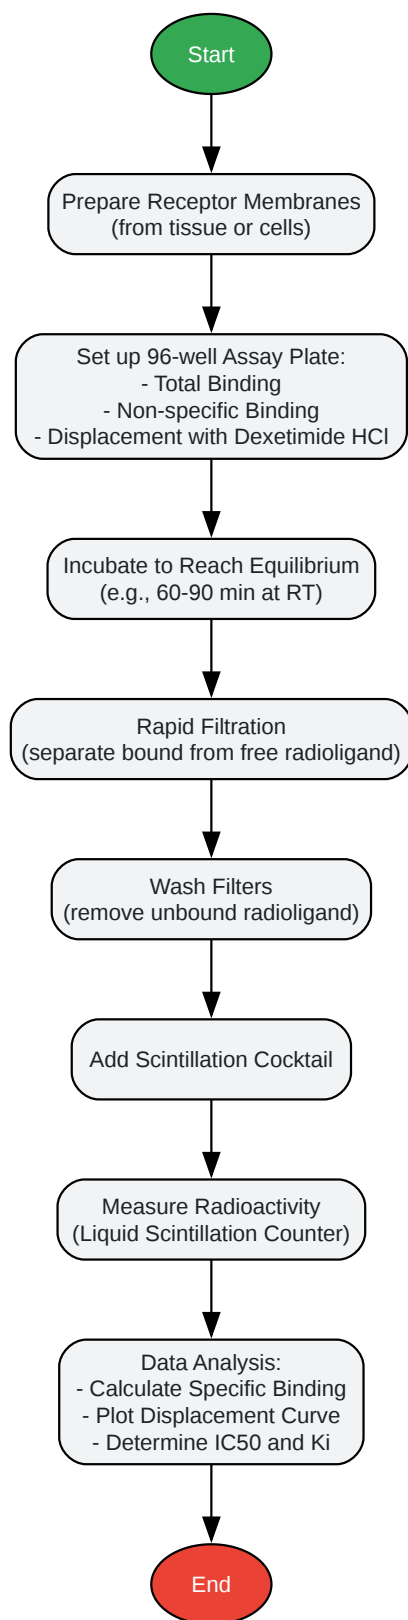 Start
Prepare Receptor Membranes
(from tissue or cells)
Set up 96-well Assay Plate:
- Total Binding
- Non-specific Binding
- Displacement with Dexetimide HCl
Incubate to Reach Equilibrium
(e.g., 60-90 min at RT)
Rapid Filtration
(separate bound from free radioligand)
Wash Filters
(remove unbound radioligand)
Add Scintillation Cocktail
Measure Radioactivity
(Liquid Scintillation Counter)
Data Analysis:
- Calculate Specific Binding
- Plot Displacement Curve
- Determine IC50 and Ki
End